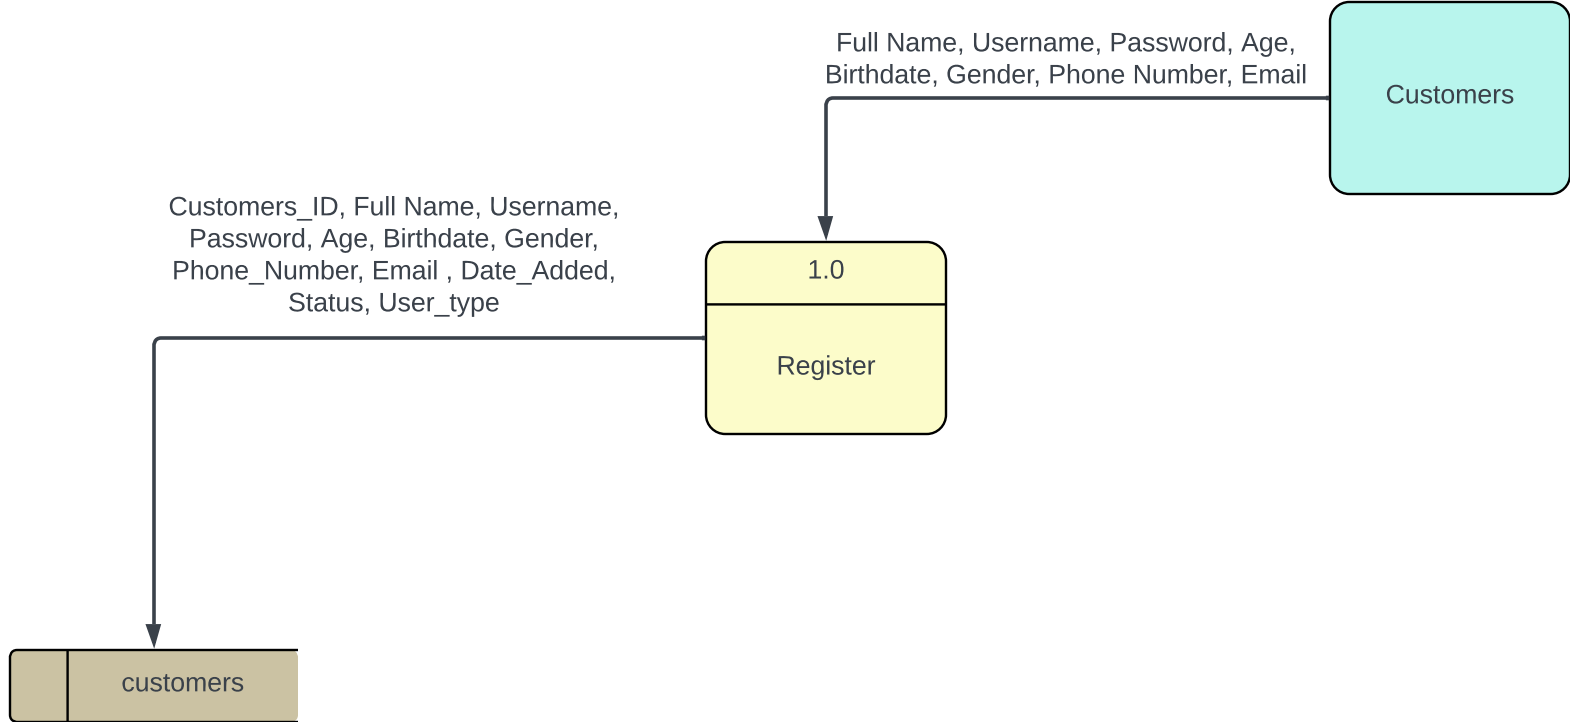 Full Name, Username, Password, Age,
Birthdate, Gender, Phone Number, Email
Customers
Customers_ID, Full Name, Username,
Password, Age, Birthdate, Gender,
Phone_Number, Email , Date_Added,
Status, User_type
1.0
Register
customers